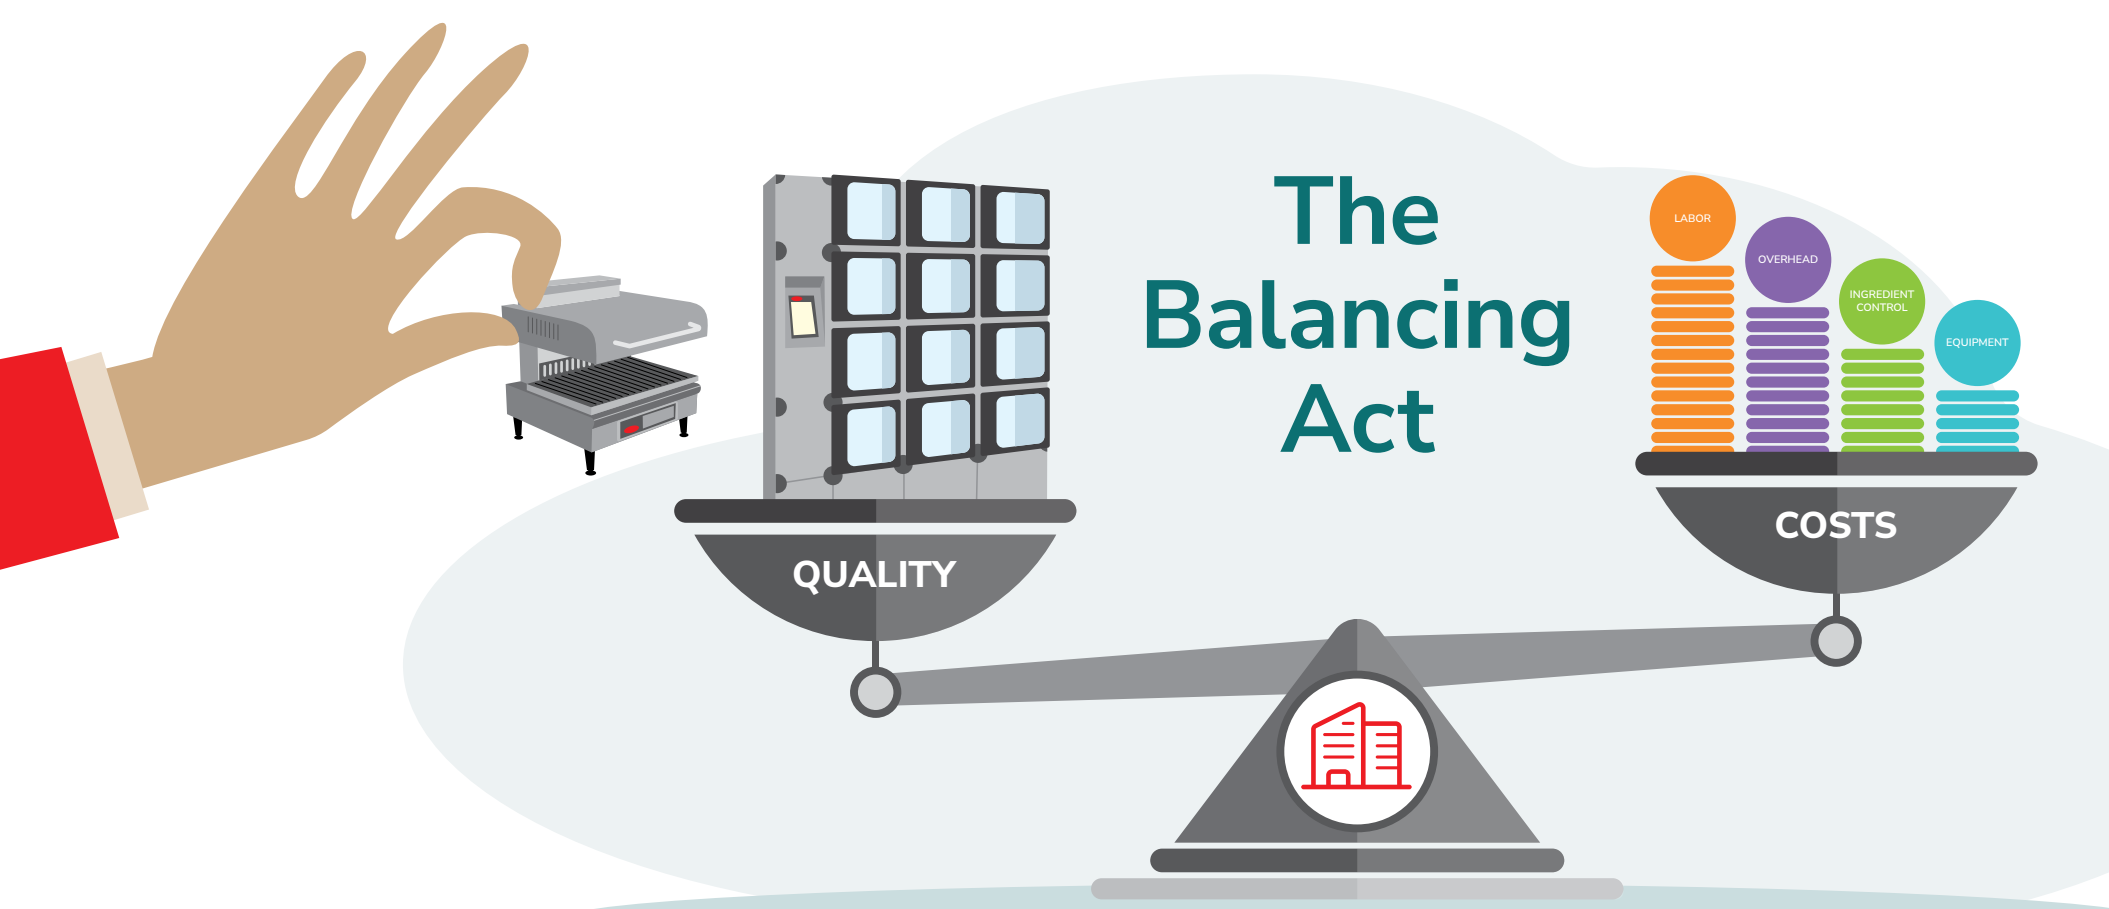 The
Balancing
Act
LABOR
OVERHEAD
INGREDIENT
CONTROL
EQUIPMENT
QUALITY
COSTS